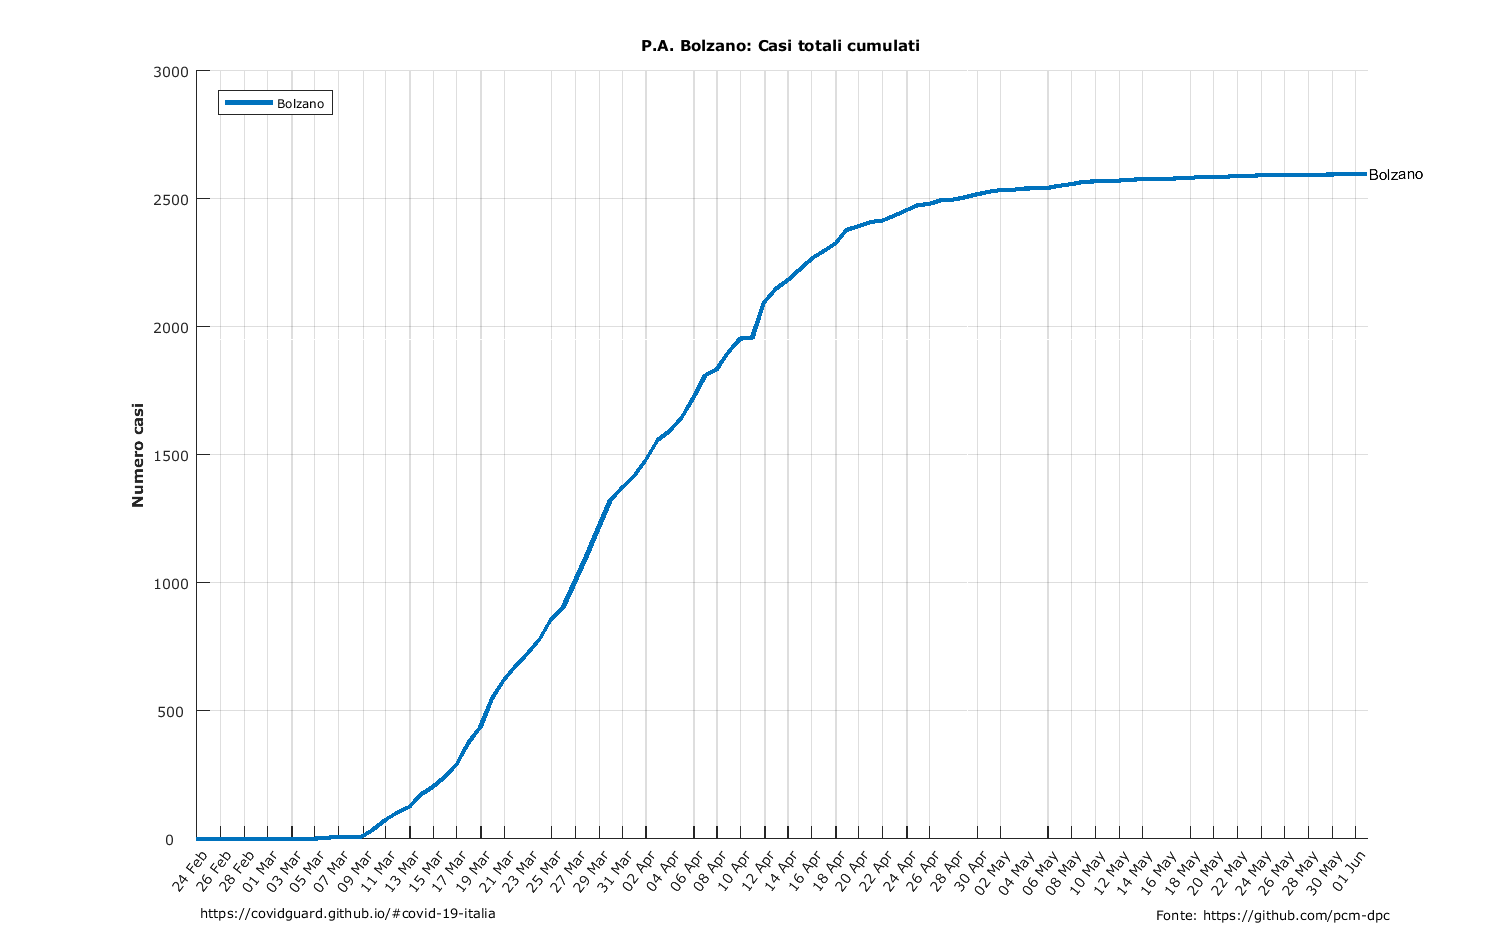 P.A. Bolzano: Casi totali cumulati
3000
2500
2000
1500
1000
500
0
Numero casi
Bolzano
Bolzano
24 Feb
26 Feb
28 Feb
01 Mar
03 Mar
05 Mar
07 Mar
09 Mar
11 Mar
13 Mar
15 Mar
17 Mar
19 Mar
21 Mar
23 Mar
25 Mar
27 Mar
29 Mar
31 Mar
02 Apr
04 Apr
06 Apr
08 Apr
10 Apr
12 Apr
14 Apr
16 Apr
18 Apr
20 Apr
22 Apr
24 Apr
26 Apr
28 Apr
30 Apr
02 May
04 May
06 May
08 May
10 May
12 May
14 May
16 May
18 May
20 May
22 May
24 May
26 May
28 May
30 May
01 Jun
https://covidguard.github.io/#covid-19-italia
Fonte: https://github.com/pcm-dpc